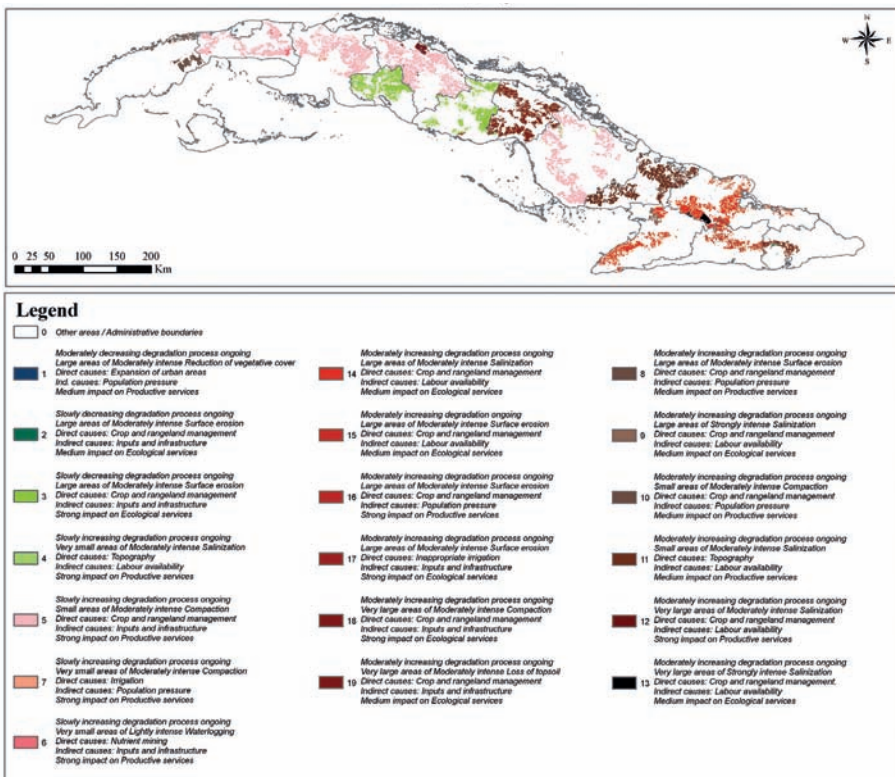 N
W E
S
0 25 50 100 150 200
Km
Legend
0 Other areas / Administrative boundaries
1
Moderately decreasing degradation process ongoing
Large areas of Moderately intense Reduction of vegetative cover
Direct causes: Expansion of urban areas
Ind. causes: Population pressure
Medium impact on Productive services
2
Slowly decreasing degradation process ongoing
Large areas of Moderately intense Surface erosion
Direct causes: Crop and rangeland management
Indirect causes: Inputs and infrastructure
Medium impact on Ecological services
3
Slowly decreasing degradation process ongoing
Large areas of Moderately intense Surface erosion
Direct causes: Crop and rangeland management
Indirect causes: Inputs and infrastructure
Strong impact on Ecological services
4
Slowly increasing degradation process ongoing
Very small areas of Moderately intense Salinization
Direct causes: Topography
Indirect causes: Labour availability
Strong impact on Productive services
5
Slowly increasing degradation process ongoing
Small areas of Moderately intense Compaction
Direct causes: Crop and rangeland management
Indirect causes: Inputs and infrastructure
Strong impact on Productive services
7
Slowly increasing degradation process ongoing
Very small areas of Moderately intense Compaction
Direct causes: Irrigation
Indirect causes: Population pressure
Strong impact on Productive services
6
Slowly increasing degradation process ongoing
Very small areas of Lightly intense Waterlogging
Direct causes: Nutrient mining
Indirect causes: Inputs and infrastructure
Strong impact on Productive services
14
Moderately increasing degradation process ongoing
Large areas of Moderately intense Salinization
Direct causes: Crop and rangeland management
Indirect causes: Labour availability
Medium impact on Ecological services
15
Moderately increasing degradation ongoing
Large areas of Moderately intense Surface erosion
Direct causes: Crop and rangeland management
Indirect causes: Labour availability
Medium impact on Ecological services
16
Moderately increasing degradation process ongoing
Large areas of Moderately intense Surface erosion
Direct causes: Crop and rangeland management
Indirect causes: Population pressure
Strong impact on Productive services
17
Moderately increasing degradation process ongoing
Large areas of Moderately intense Surface erosion
Direct causes: Inappropriate irrigation
Indirect causes: Inputs and infrastructure
Strong impact on Ecological services
18
Moderately increasing degradation process ongoing
Very large areas of Moderately intense Compaction
Direct causes: Crop and rangeland management
Indirect causes: Inputs and infrastructure
Strong impact on Ecological services
19
Moderately increasing degradation process ongoing
Very large areas of Moderately intense Loss of topsoil
Direct causes: Crop and rangeland management
Indirect causes: Inputs and infrastructure
Medium impact on Ecological services
8
Moderately increasing degradation process ongoing
Large areas of Moderately intense Surface erosion
Direct causes: Crop and rangeland management
Indirect causes: Population pressure
Medium impact on Productive services
9
Moderately increasing degradation process ongoing
Large areas of Strongly intense Salinization
Direct causes: Crop and rangeland management
Indirect causes: Labour availability
Medium impact on Ecological services
10
Moderately increasing degradation process ongoing
Small areas of Moderately intense Compaction
Direct causes: Crop and rangeland management
Indirect causes: Population pressure
Medium impact on Productive services
11
Moderately increasing degradation process ongoing
Small areas of Moderately intense Salinization
Direct causes: Topography
Indirect causes: Labour availability
Medium impact on Productive services
12
Moderately increasing degradation process ongoing
Very large areas of Moderately intense Salinization
Direct causes: Crop and rangeland management
Indirect causes: Labour availability
Strong impact on Productive services
13
Moderately increasing degradation process ongoing
Very large areas of Strongly intense Salinization
Direct causes: Crop and rangeland management.
Indirect causes: Labour availability
Medium impact on Ecological services